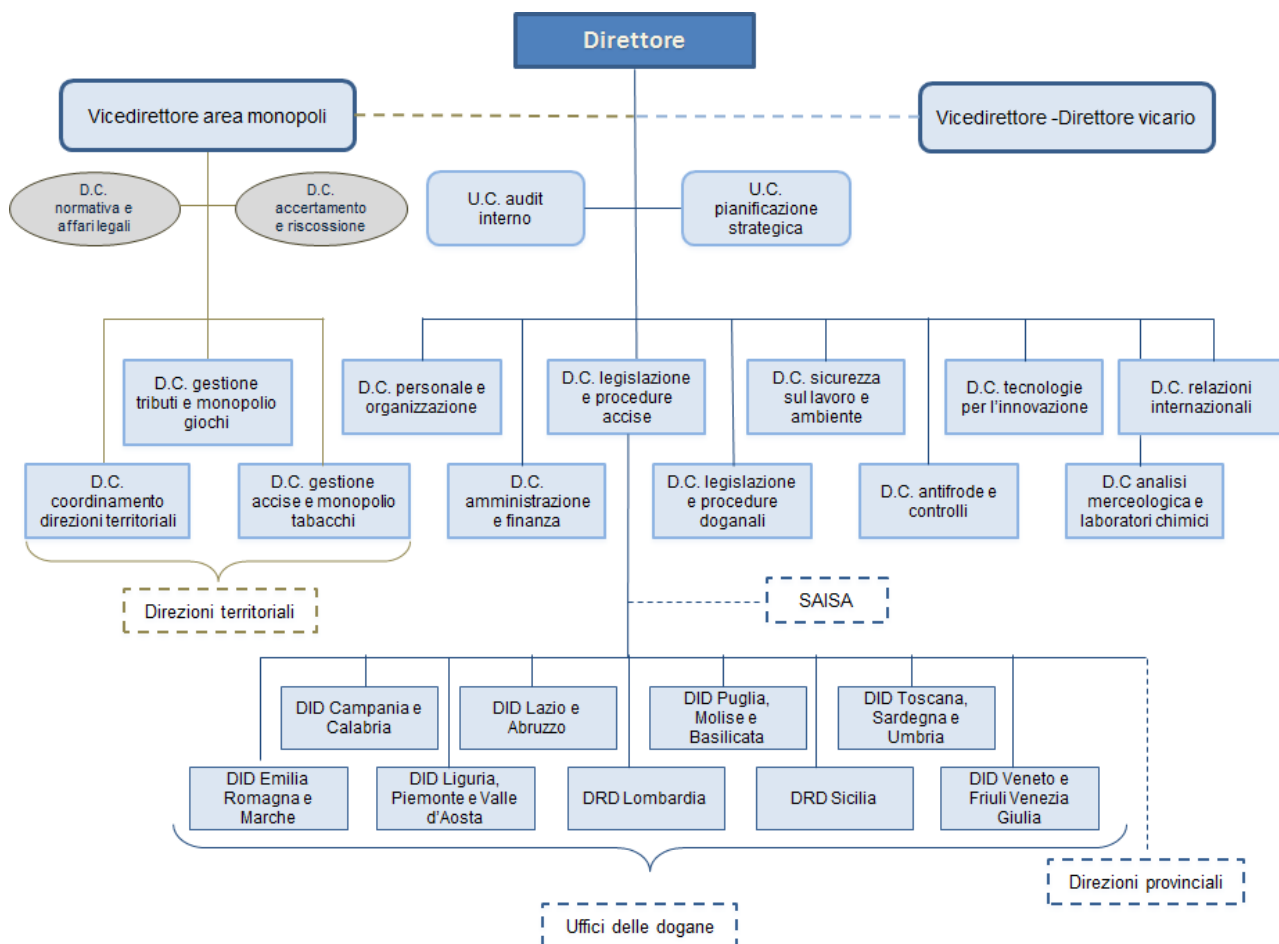 Direttore
Vicedirettore area monopoli
Vicedirettore -Direttore vicario
D.C.
normativa e
affari legali
D.C.
accertamento
e riscossione
U.C. audit
interno
U.C.
pianificazione
strategica
D.C. gestione
tributi e monopolio
giochi
D.C. personale e
organizzazione
D.C. legislazione
e procedure
accise
D.C. sicurezza
sul lavoro e
ambiente
D.C. tecnologie
per l'innovazione
D.C. relazioni
internazionali
D.C.
coordinamento
direzioni territoriali
D.C. gestione
accise e monopolio
tabacchi
D.C.
amministrazione
e finanza
D.C. legislazione
e procedure
doganali
D.C. antifrode e
controlli
D.C analisi
merceologica e
laboratori chimici
Direzioni territoriali
SAISA
DID Campania e
Calabria
DID Lazio e
Abruzzo
DID Puglia,
Molise e
Basilicata
DID Toscana,
Sardegna e
Umbria
DID Emilia
Romagna e
Marche
DID Liguria,
Piemonte e Valle
d'Aosta
DRD Lombardia
DRD Sicilia
DID Veneto e
Friuli Venezia
Giulia
Direzioni provinciali
Uffici delle dogane